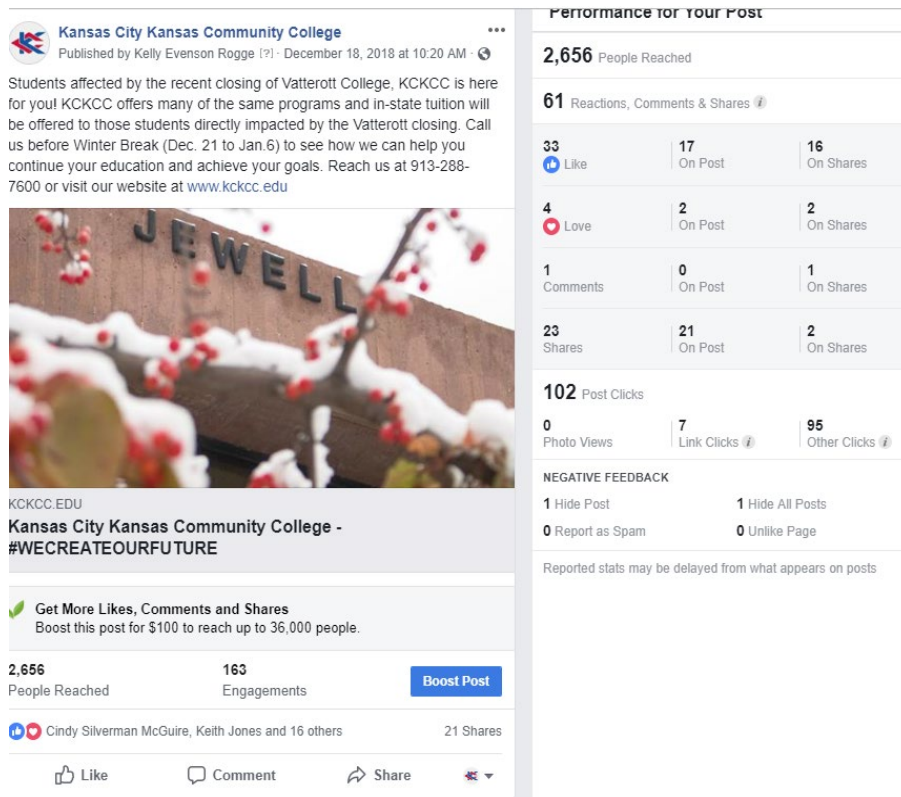 Kansas City Kansas Community College
Published by Kelly Evenson Rogge [?] · December 18, 2018 at 10:20 AM ·
Students affected by the recent closing of Vatterott College, KCKCC is here
for you! KCKCC offers many of the same programs and in-state tuition will
be offered to those students directly impacted by the Vatterott closing. Call
us before Winter Break (Dec. 21 to Jan.6) to see how we can help you
continue your education and achieve your goals. Reach us at 913-288-
7600 or visit our website at www.kckcc.edu
JEWELL
KCKCC.EDU
Kansas City Kansas Community College -
#WECREATEOURFUTURE
Get More Likes, Comments and Shares
Boost this post for $100 to reach up to 36,000 people.
2,656 163
People Reached Engagements
Boost Post
Cindy Silverman McGuire, Keith Jones and 16 others 21 Shares
Like Comment Share
Performance for Your Post
2,656 People Reached
61 Reactions, Comments & Shares i
33 17 16
Like On Post On Shares
4 2 2
Love On Post On Shares
1 0 1
Comments On Post On Shares
23 21 2
Shares On Post On Shares
102 Post Clicks
0 7 95
Photo Views Link Clicks i Other Clicks i
NEGATIVE FEEDBACK
1 Hide Post 1 Hide All Posts
0 Report as Spam 0 Unlike Page
Reported stats may be delayed from what appears on posts